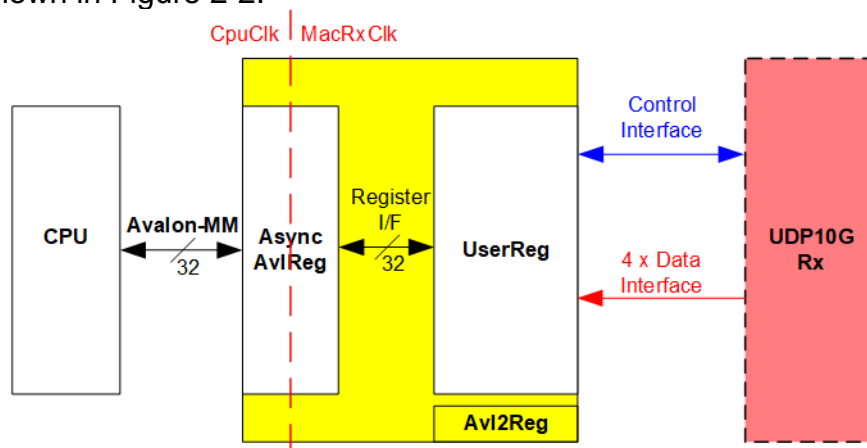 nown in Figure 2-2.
CpuClk
MacRxClk
CPU
Avalon-MM
32
Async
AvlReg
Register
I/F
32
UserReg
Control
Interface
4 x Data
Interface
UDP10G
Rx
Avl2Reg